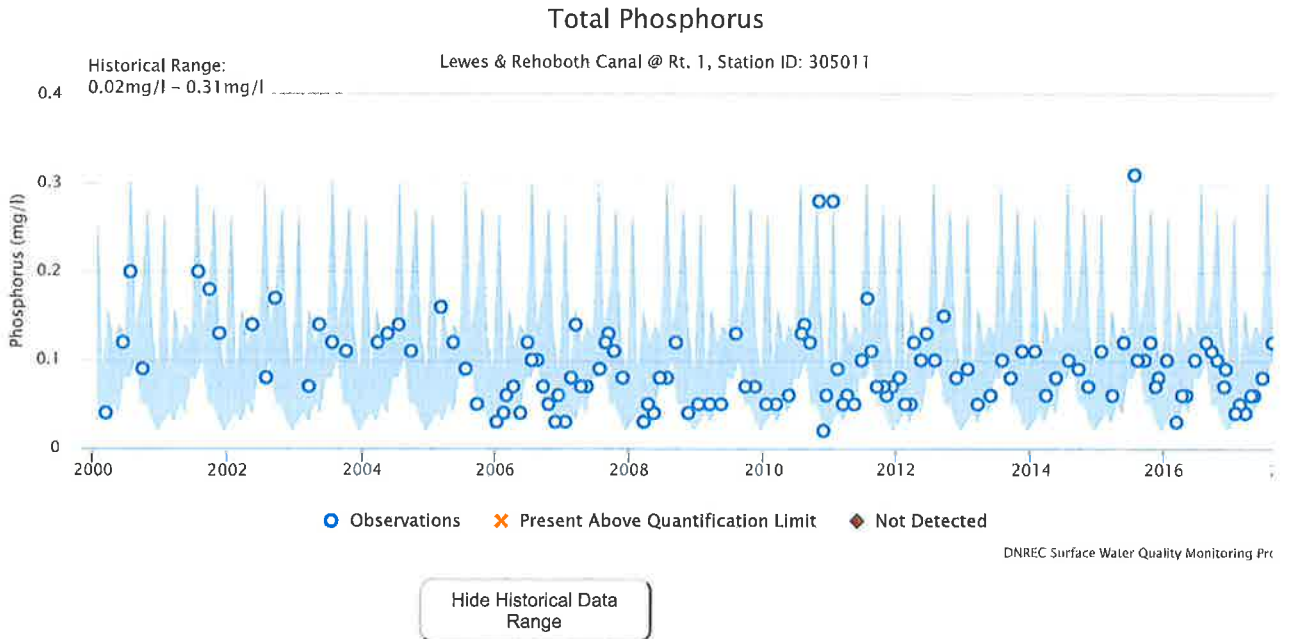 Total Phosphorus
Lewes & Rehoboth Canal @ Rt. 1, Station ID: 305011
Historical Range:
0.02mg/l – 0.31mg/l
0.4
0.3
0.2
0.1
0
Phosphorus (mg/l)
2000 2002 2004 2006 2008 2010 2012 2014 2016
Observations Present Above Quantification Limit Not Detected
DNREC Surface Water Quality Monitoring Pro
Hide Historical Data
Range